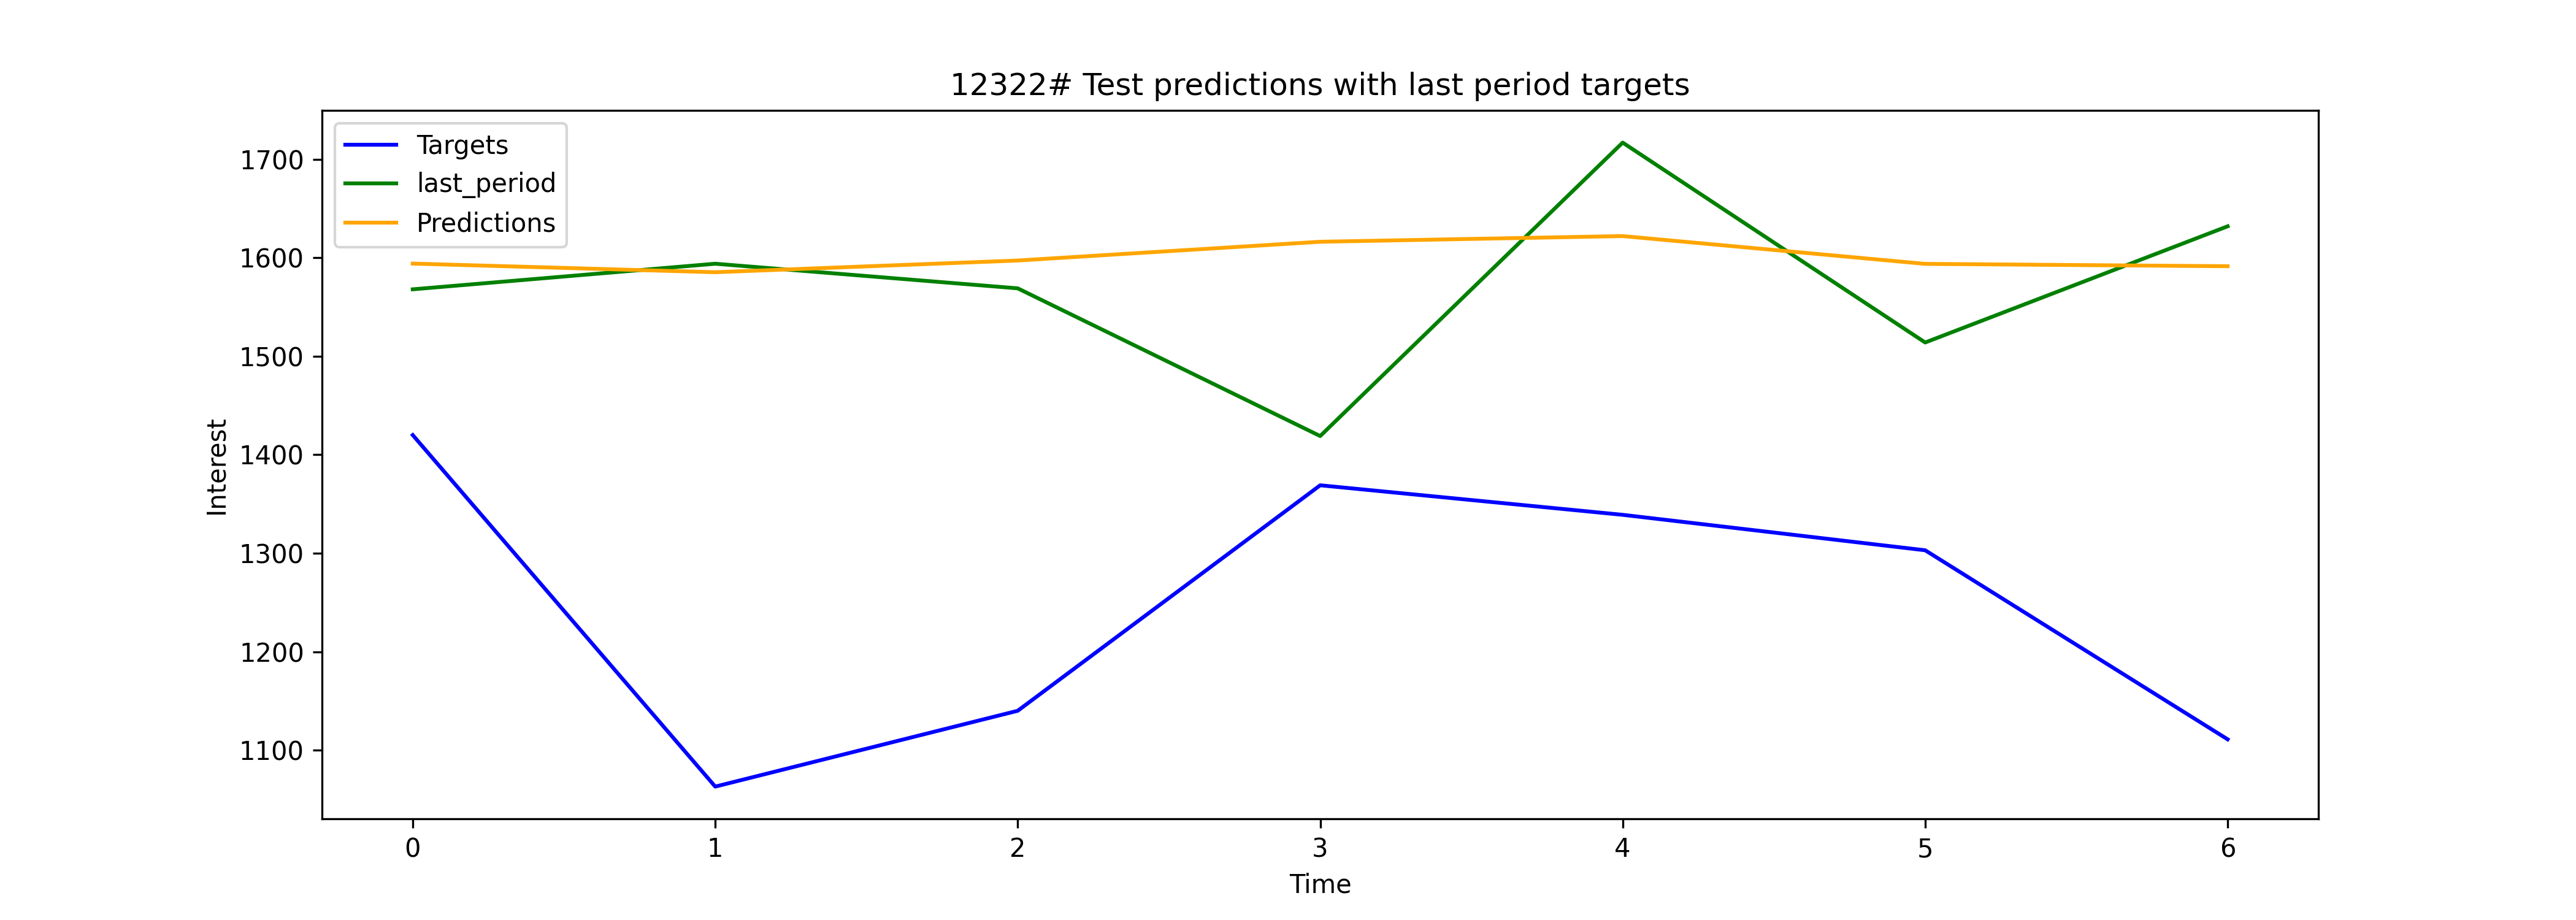 12322# Test predictions with last period targets
Targets
last_period
Predictions
Interest
1700
1600
1500
1400
1300
1200
1100
0 1 2 3 4 5 6
Time